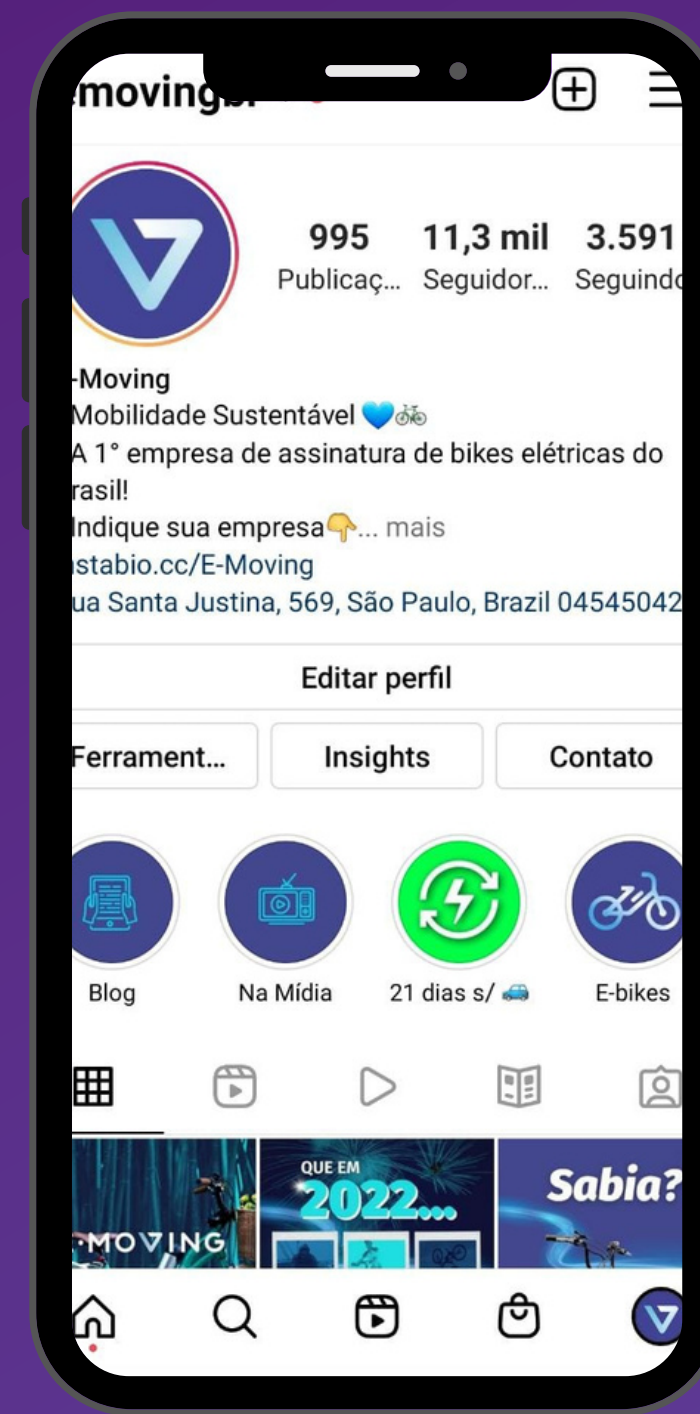 movingbr
995 11,3 mil 3.591
Publicaç... Seguidor... Seguindo
-Moving
Mobilidade Sustentável 💙🚲
A 1° empresa de assinatura de bikes elétricas do
rasil!
Indique sua empresa👇... mais
stabio.cc/E-Moving
ua Santa Justina, 569, São Paulo, Brazil 04545042
Editar perfil
Ferrament... Insights Contato
Blog Na Mídia 21 dias s/ 🚙 E-bikes
MOVING
QUE EM
2022...
Sabia?